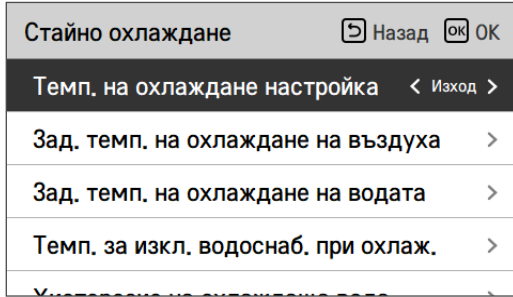 Стайно охлаждане Назад OK OK
Темп. на охлаждане настройка < Изход >
Зад. темп. на охлаждане на въздуха >
Зад. темп. на охлаждане на водата >
Темп. за изкл. водоснаб. при охлаж. >